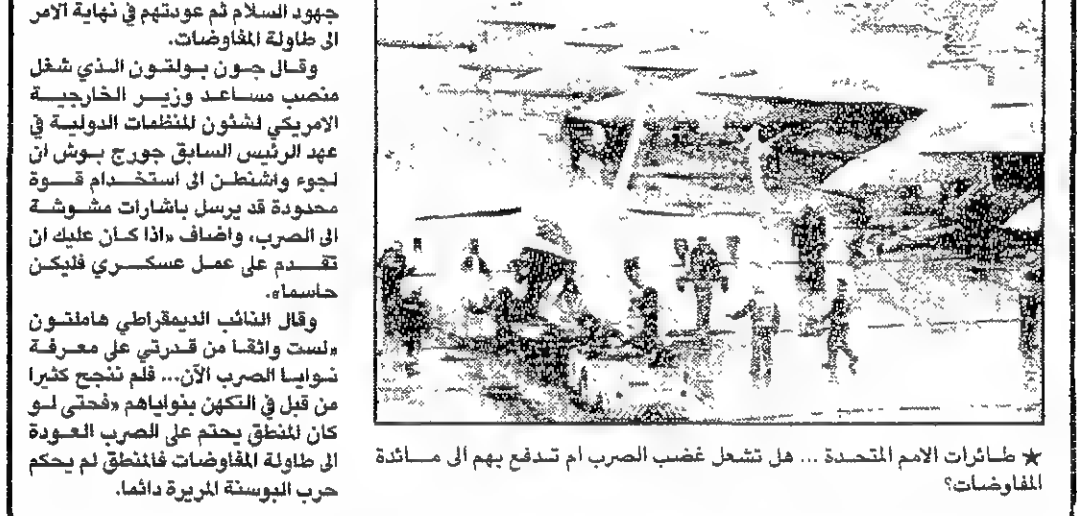 جهود السلام ثم عودتهم في نهاية الامر
الى طاولة المفاوضات.
وقال جون بولتون الذي شغل
منصب مساعد وزير الخارجية
الامريكي لشئون المنظمات الدولية في
عهد الرئيس السابق جورج بوش ان
لجوء واشنطن الى استخدام قوة
محدودة قد يرسل باشارات مشوشة
الى الصرب، واضاف «اذا كان عليك ان
تقدم على عمل عسكري فليكن
حاسما».
وقال النائب الديمقراطي هاملتون
«لست واثقا من قدرتي على معرفة
نوايا الصرب الآن... فلم ننجح كثيرا
من قبل في التكهن بنواياهم «فحتى لو
كان المنطق يحتم على الصرب العودة
الى طاولة المفاوضات فالمنطق لم يحكم
حرب البوسنة المريرة دائما.
★ طائرات الامم المتحدة ... هل تشعل غضب الصرب ام تدفع بهم الى مائدة
المفاوضات؟